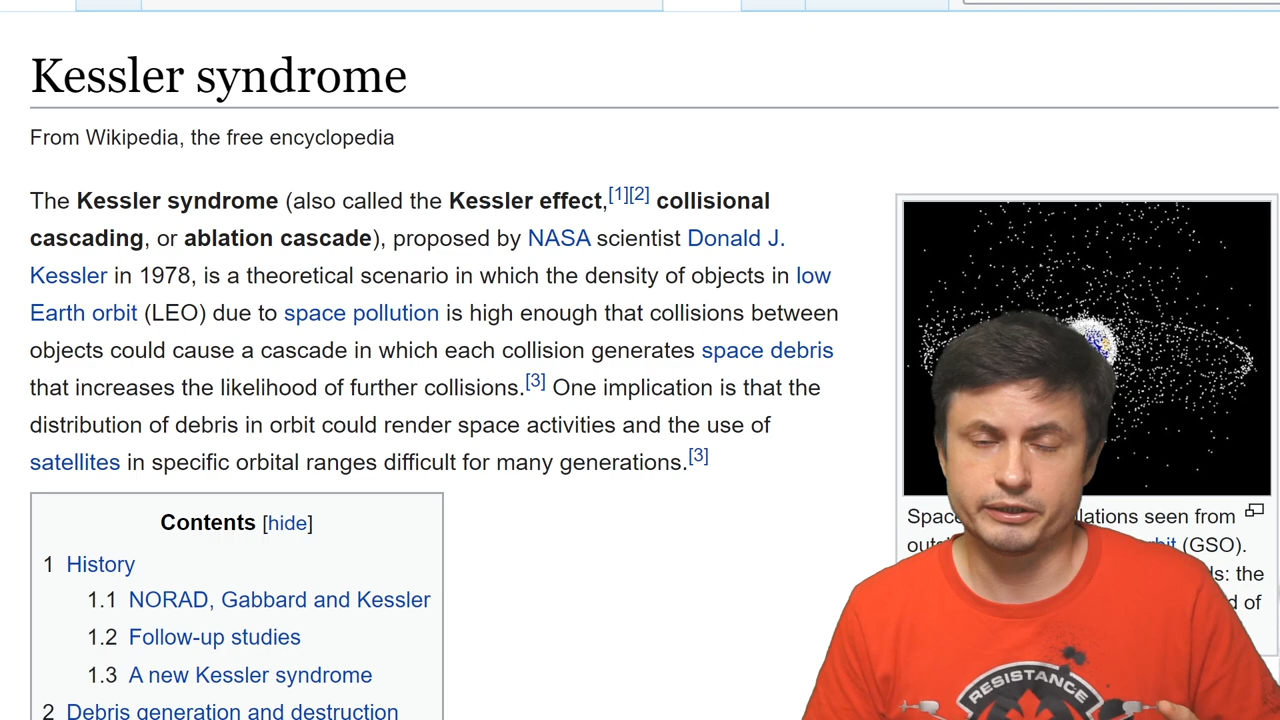 Kessler syndrome
From Wikipedia, the free encyclopedia
The Kessler syndrome (also called the Kessler effect,[1][2] collisional
cascading, or ablation cascade), proposed by NASA scientist Donald J.
Kessler in 1978, is a theoretical scenario in which the density of objects in low
Earth orbit (LEO) due to space pollution is high enough that collisions between
objects could cause a cascade in which each collision generates space debris
that increases the likelihood of further collisions.[3] One implication is that the
distribution of debris in orbit could render space activities and the use of
satellites in specific orbital ranges difficult for many generations.[3]
Contents [hide]
1 History
1.1 NORAD, Gabbard and Kessler
1.2 Follow-up studies
1.3 A new Kessler syndrome
2 Debris generation and destruction
seen from
(GSO).
the
of
RESISTANCE